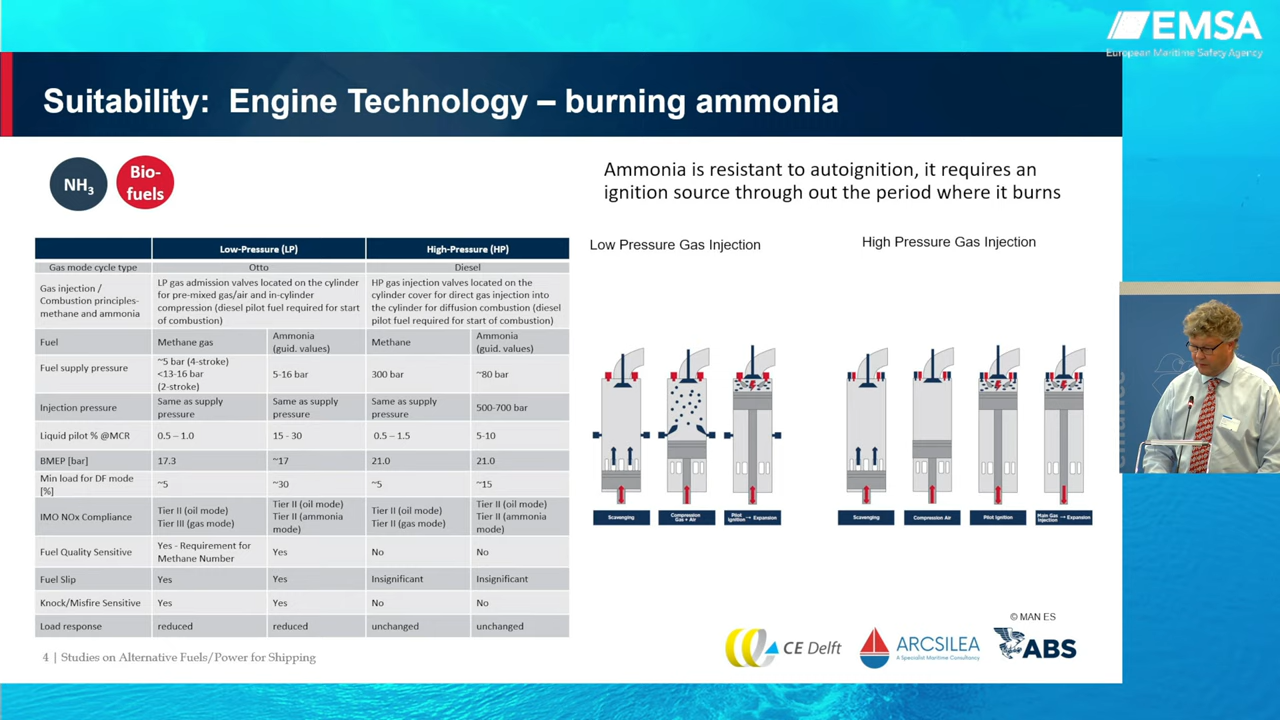 EMSA
European Maritime Safety Agency
Suitability: Engine Technology – burning ammonia
NH3
Bio-
fuels
Ammonia is resistant to autoignition, it requires an
ignition source through out the period where it burns
Low-Pressure (LP) High-Pressure (HP)
Gas mode cycle type Otto Diesel
Gas injection /
Combustion principles-
methane and ammonia
LP gas admission valves located on the cylinder
for pre-mixed gas/air and in-cylinder
compression (diesel pilot fuel required for start
of combustion)
HP gas injection valves located on the
cylinder cover for direct gas injection into
the cylinder for diffusion combustion (diesel
pilot fuel required for start of combustion)
Fuel
Methane gas
Ammonia
(guid. values)
Methane
Ammonia
(guid. values)
Fuel supply pressure
~5 bar (4-stroke)
<13-16 bar
(2-stroke)
5-16 bar
300 bar
~80 bar
Injection pressure
Same as supply
pressure
Same as supply
pressure
Same as supply
pressure
500-700 bar
Liquid pilot % @MCR 0.5 – 1.0 15 - 30 0.5 – 1.5 5-10
BMEP [bar] 17.3 ~17 21.0 21.0
Min load for DF mode
[%]
~5 ~30 ~5 ~15
IMO NOx Compliance
Tier II (oil mode)
Tier III (gas mode)
Tier II (oil mode)
Tier II (ammonia
mode)
Tier II (oil mode)
Tier II (gas mode)
Tier II (oil mode)
Tier II (ammonia
mode)
Fuel Quality Sensitive
Yes - Requirement for
Methane Number
Yes
No
No
Fuel Slip Yes Yes Insignificant Insignificant
Knock/Misfire Sensitive Yes Yes No No
Load response reduced reduced unchanged unchanged
Low Pressure Gas Injection
Scavenging
Compression
Gas + Air
Pilot
Ignition → Expansion
High Pressure Gas Injection
Scavenging
Compression Air
Pilot Ignition
Main Gas
Injection → Expansion
© MAN ES
CE Delft
ARCSILEA
A Specialist Maritime Consultancy
ABS
4 | Studies on Alternative Fuels/Power for Shipping